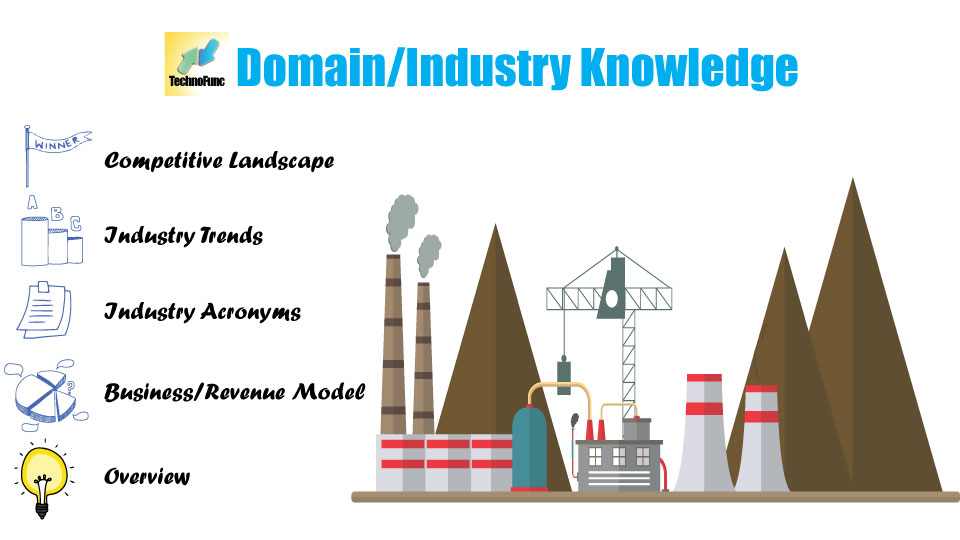 TechnoFunc
Domain/Industry Knowledge
WINNER
Competitive Landscape
A
B
C
Industry Trends
Industry Acronyms
?
Business/Revenue Model
Overview